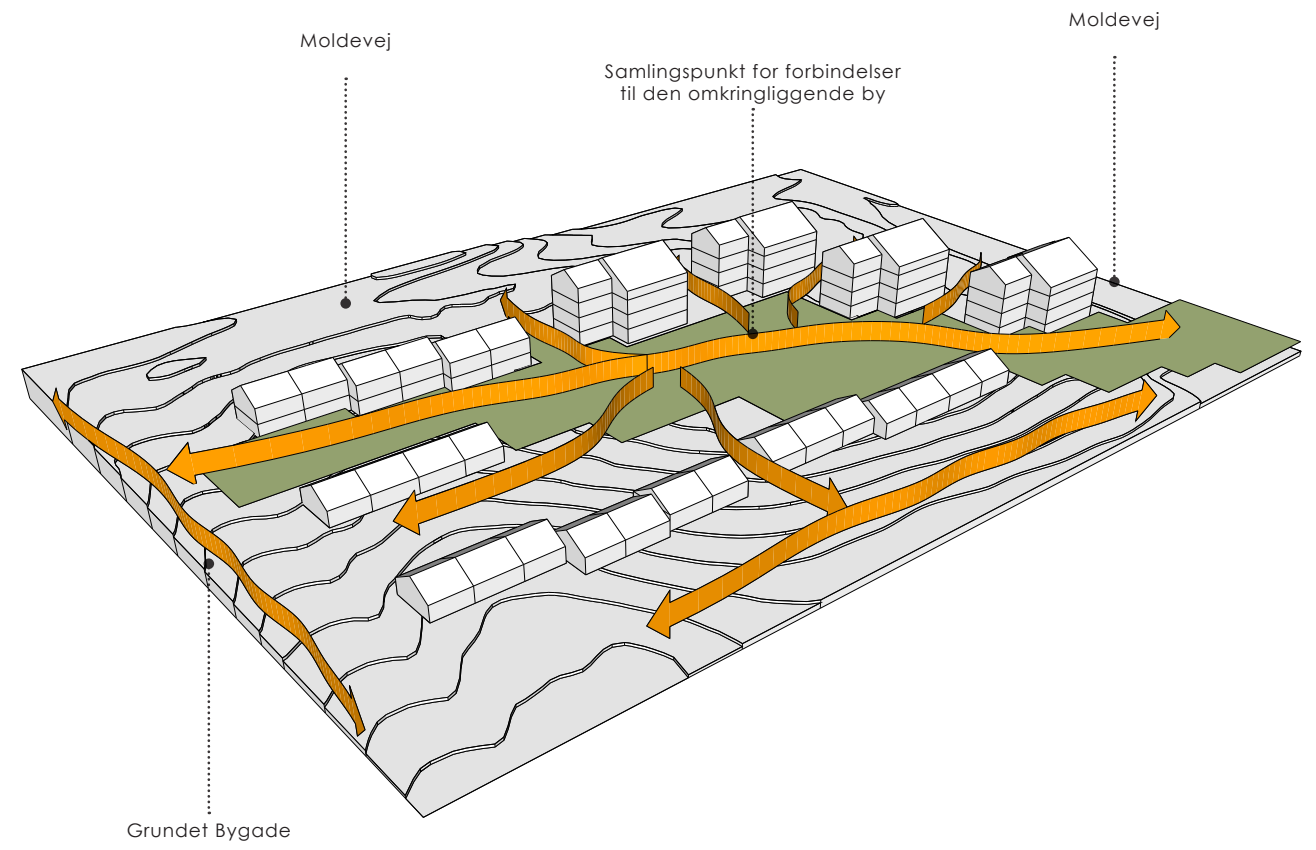 Moldevej
Moldevej
Samlingspunkt for forbindelser
til den omkringliggende by
Grundet Bygade